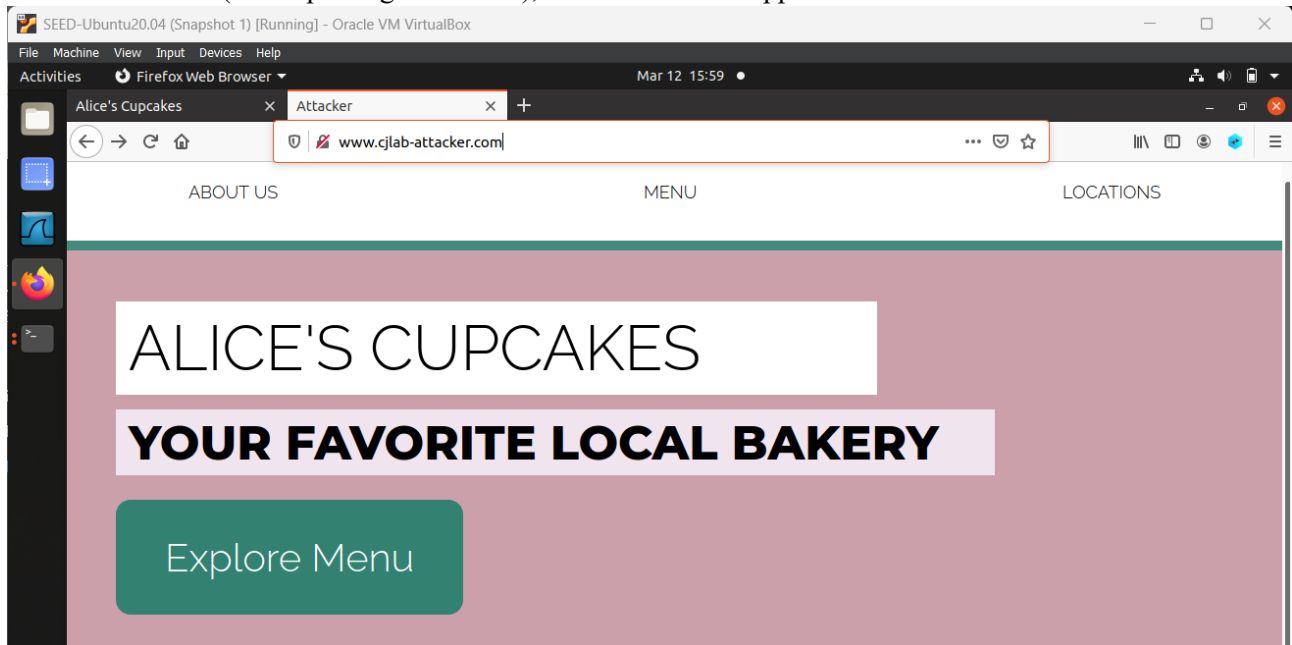 SEED-Ubuntu20.04 (Snapshot 1) [Running] - Oracle VM VirtualBox
File Machine View Input Devices Help
Activities Firefox Web Browser Mar 12 15:59
Alice's Cupcakes Attacker
www.cjlab-attacker.com
ABOUT US MENU LOCATIONS
ALICE'S CUPCAKES
YOUR FAVORITE LOCAL BAKERY
Explore Menu